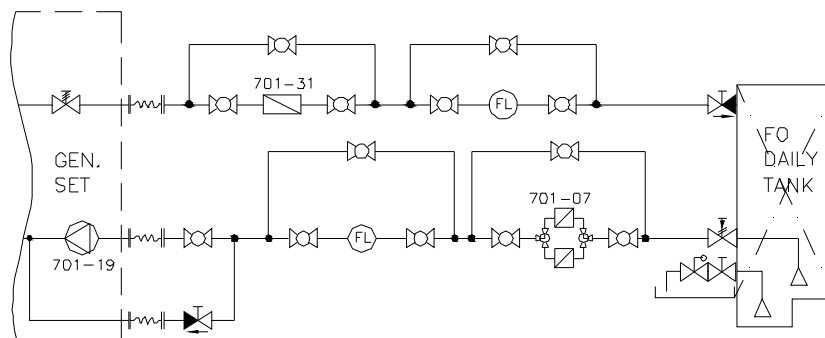 701-31
FL
GEN.
SET
FO
DAILY
TANK
701-07
FL
701-19